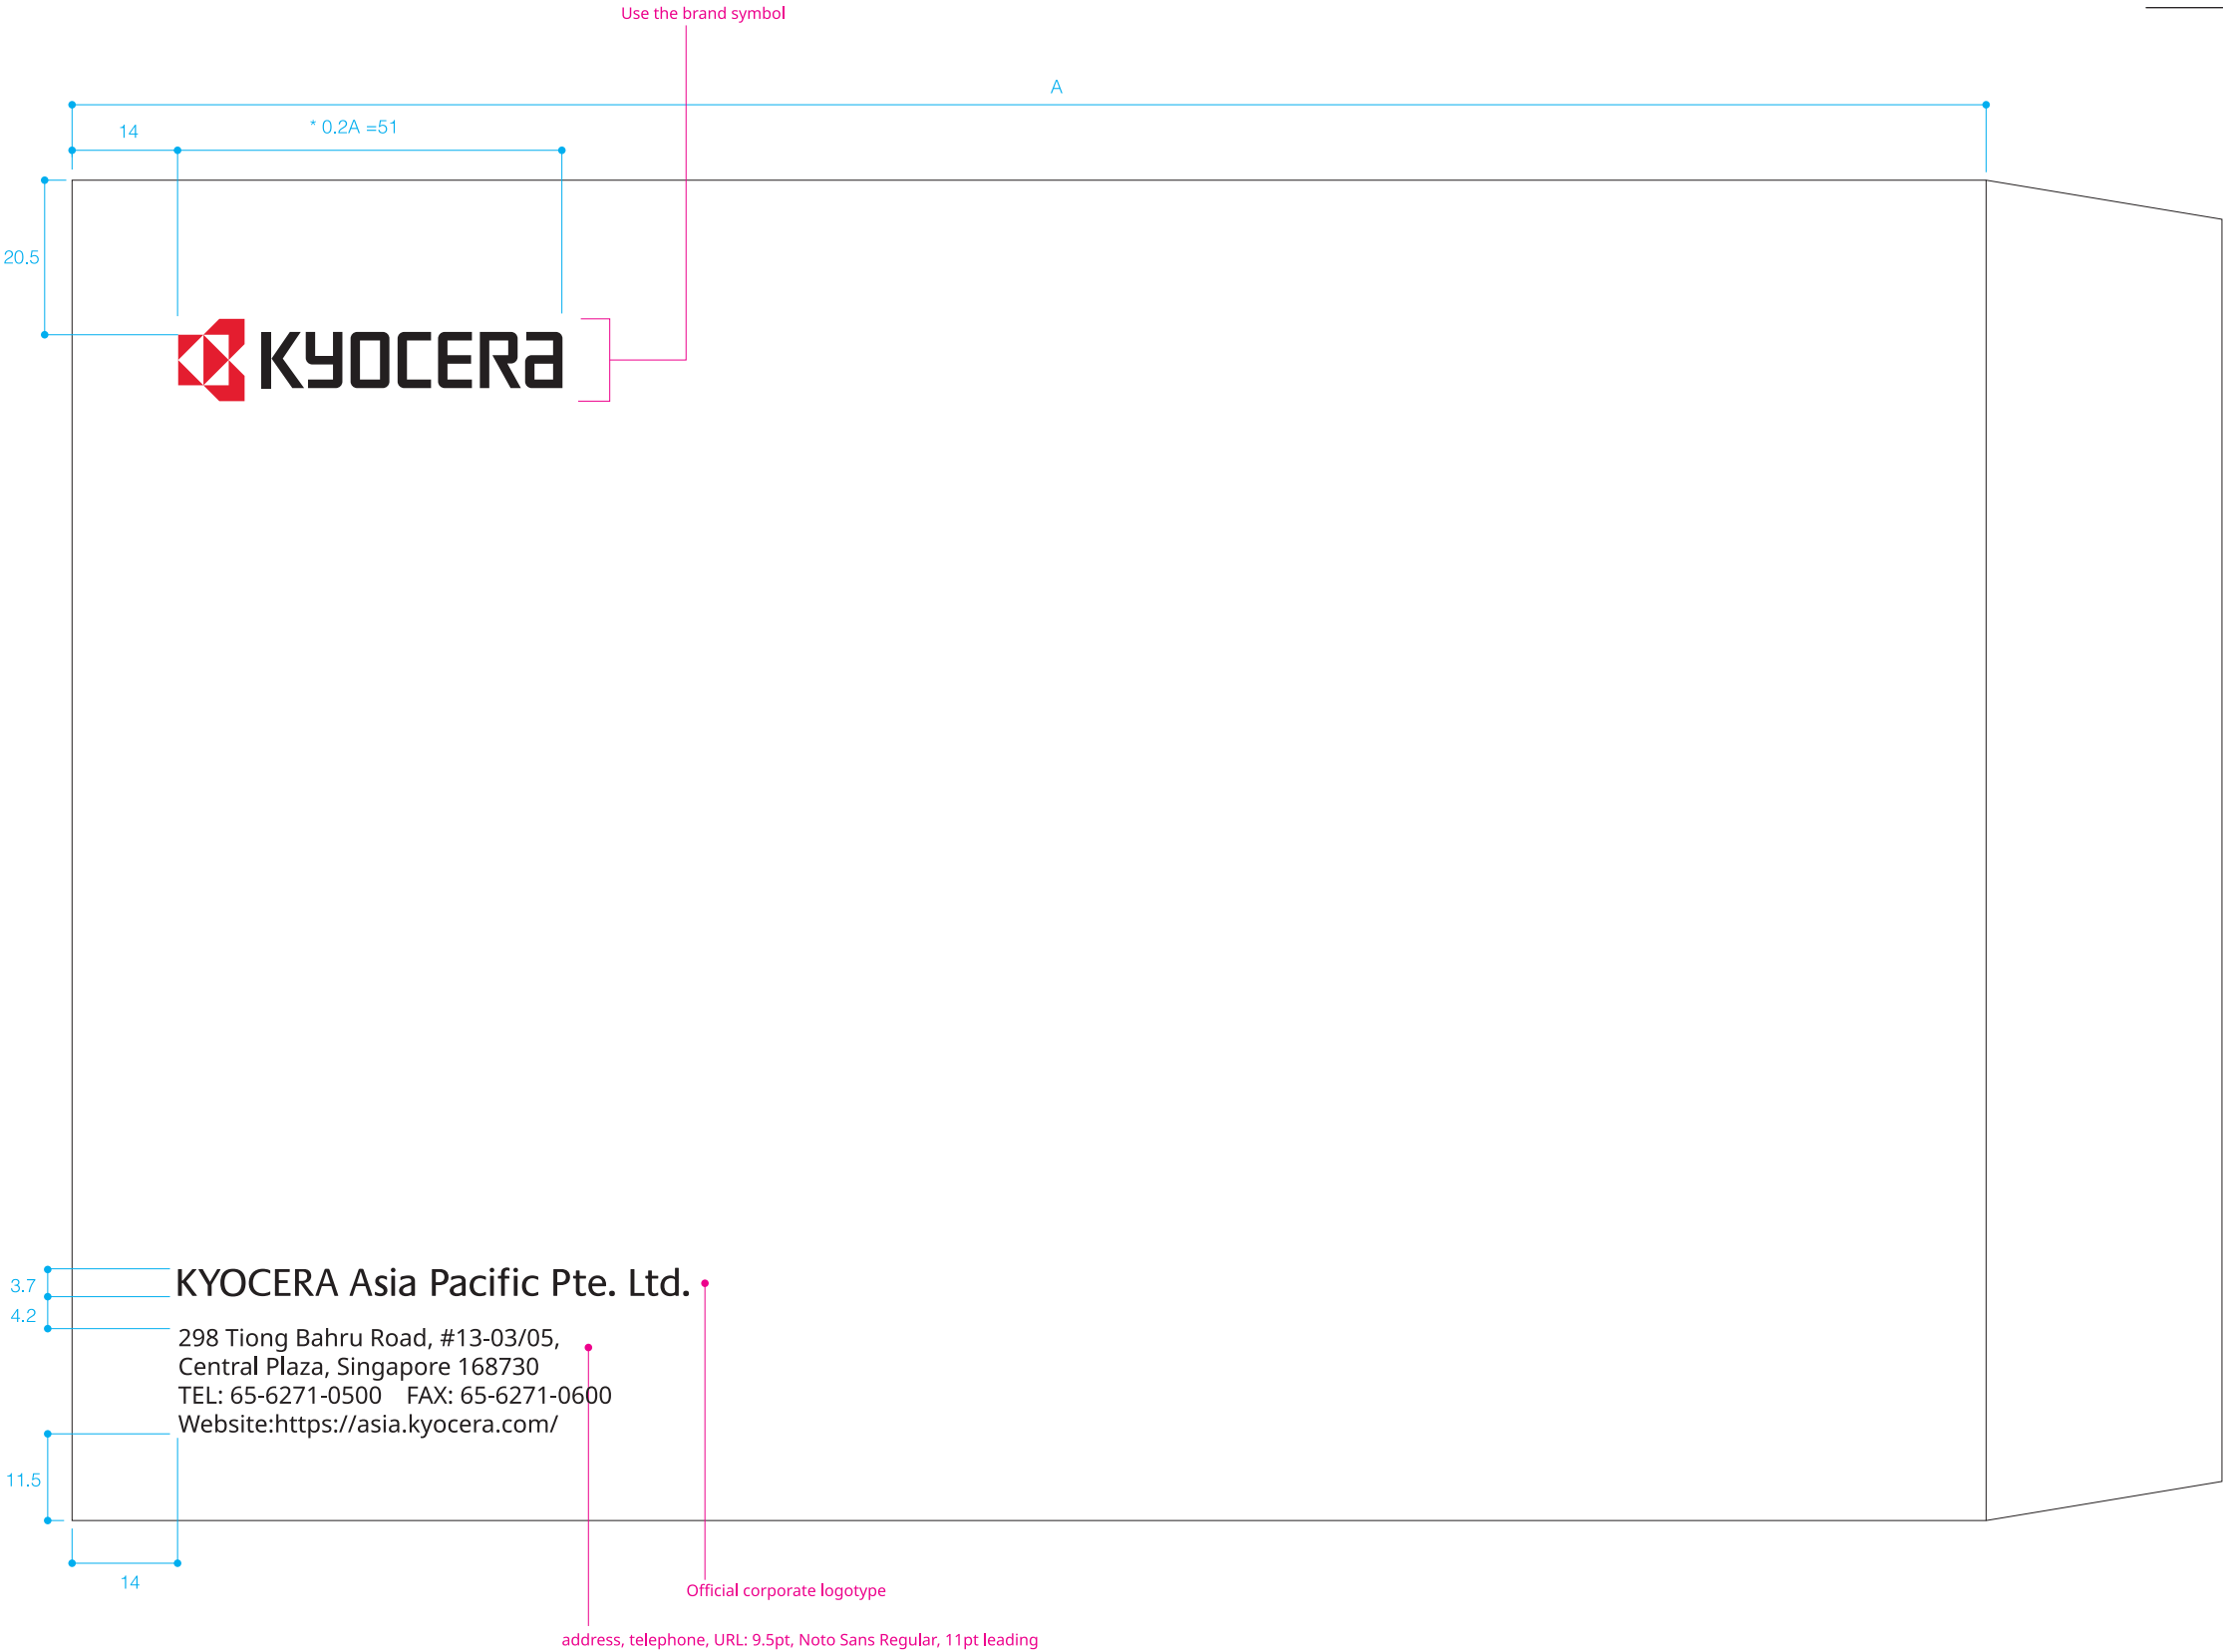 Use the brand symbol
A
14
* 0.2A =51
20.5
KYOCERA
3.7
KYOCERA Asia Pacific Pte. Ltd.
4.2
298 Tiong Bahru Road, #13-03/05,
Central Plaza, Singapore 168730
TEL: 65-6271-0500 FAX: 65-6271-0600
Website:https://asia.kyocera.com/
11.5
14
Official corporate logotype
address, telephone, URL: 9.5pt, Noto Sans Regular, 11pt leading